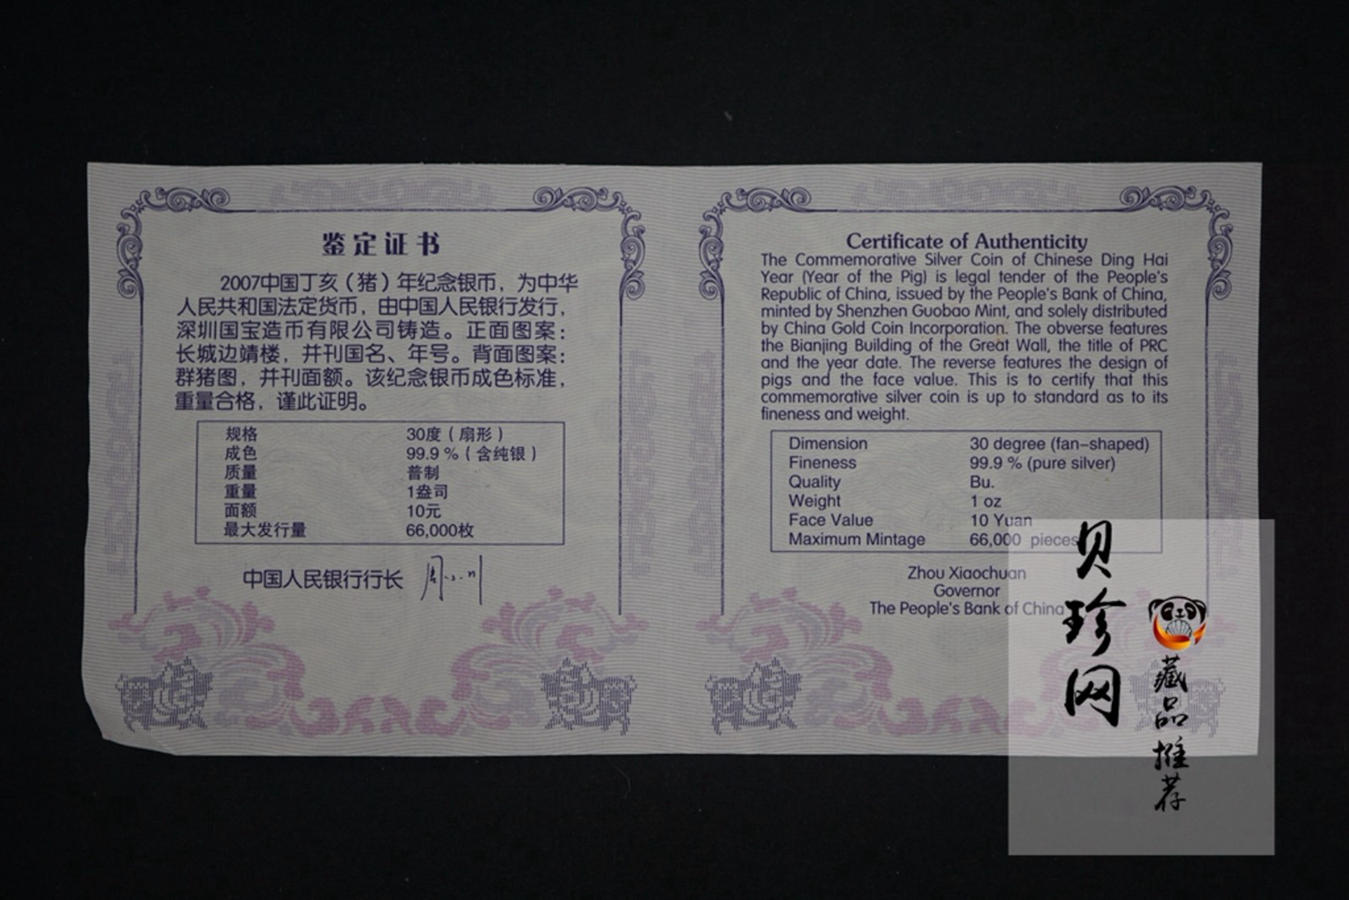 鉴定证书
2007中国丁亥（猪）年纪念银币，为中华
人民共和国法定货币，由中国人民银行发行，
深圳国宝造币有限公司铸造。正面图案：
长城边靖楼，并刊国名、年号。背面图案：
群猪图，并刊面额。该纪念银币成色标准，
重量合格，谨此证明。
规格 30度（扇形）
成色 99.9％（含纯银）
质量 普制
重量 1盎司
面额 10元
最大发行量 66,000枚
中国人民银行行长
Certificate of Authenticity
The Commemorative Silver Coin of Chinese Ding Hai
Year (Year of the Pig) is legal tender of the People's
Republic of China, issued by the People's Bank of China,
minted by Shenzhen Guobao Mint, and solely distributed
by China Gold Coin Incorporation. The obverse features
the Bianjing Building of the Great Wall, the title of PRC
and the year date. The reverse features the design of
pigs and the face value. This is to certify that this
commemorative silver coin is up to standard as to its
fineness and weight.
Dimension 30 degree (fan-shaped)
Fineness 99.9 % (pure silver)
Quality Bu.
Weight 1 oz
Face Value 10 Yuan
Maximum Mintage 66,000 pieces
Zhou Xiaochuan
Governor
The People's Bank of China
贝珍网
藏品推荐